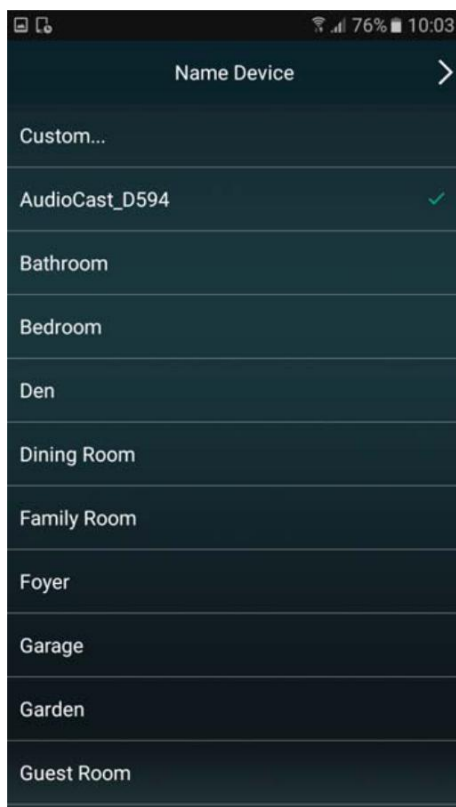 76% 10:03
Name Device
Custom...
AudioCast_D594
Bathroom
Bedroom
Den
Dining Room
Family Room
Foyer
Garage
Garden
Guest Room